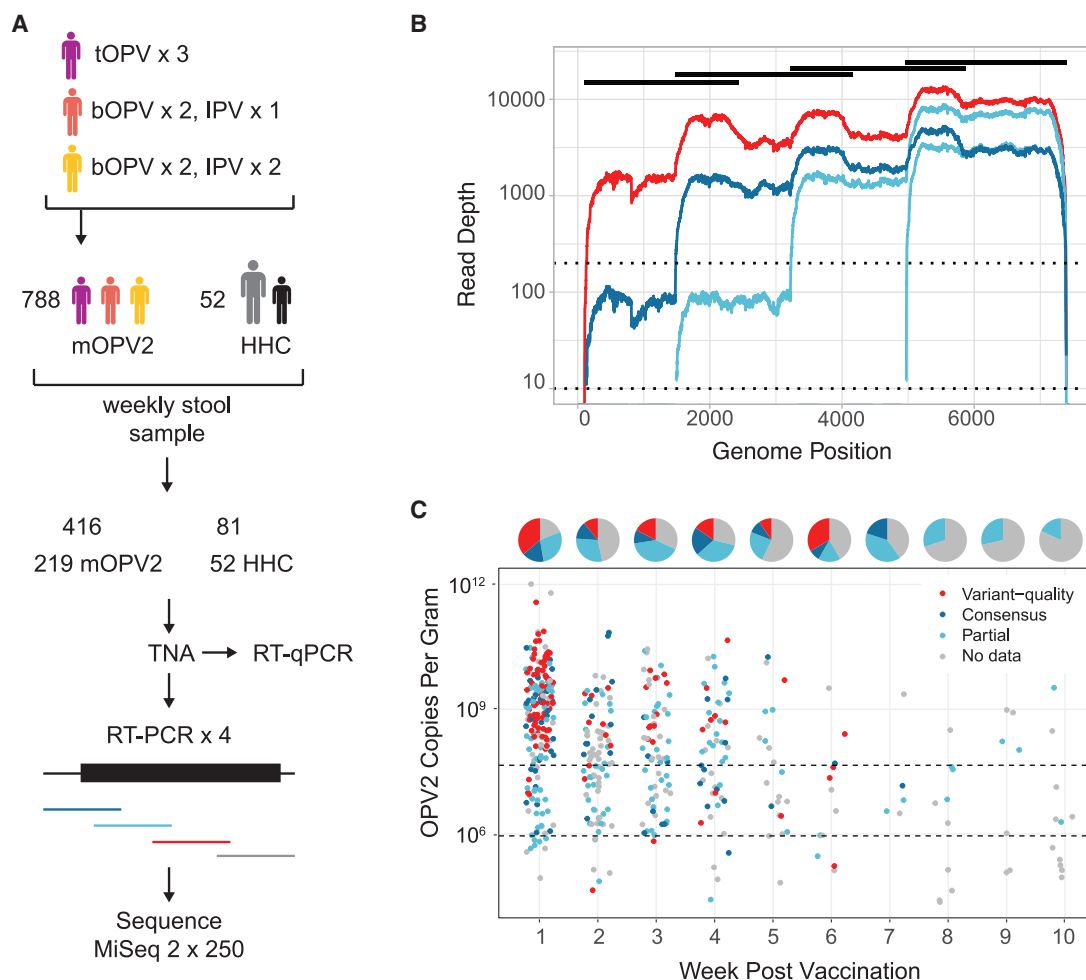 A
tOPV x 3
bOPV x 2, IPV x 1
bOPV x 2, IPV x 2
788
52
mOPV2
HHC
weekly stool
sample
416
81
219 mOPV2
52 HHC
TNA
RT-qPCR
RT-PCR x 4
Sequence
MiSeq 2 x 250
B
Read Depth
10000
1000
100
10
0
2000
4000
6000
Genome Position
C
OPV2 Copies Per Gram
10¹²
10⁹
10⁶
Variant-quality
Consensus
Partial
No data
1 2 3 4 5 6 7 8 9 10
Week Post Vaccination